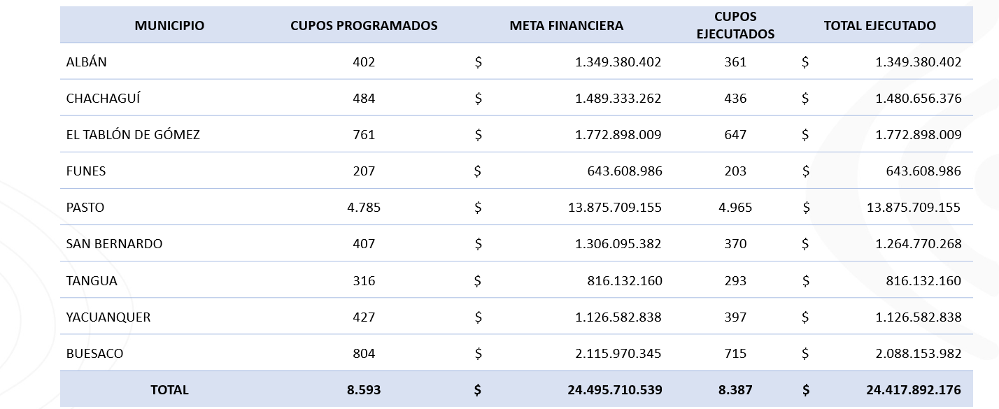 MUNICIPIO CUPOS PROGRAMADOS META FINANCIERA CUPOS EJECUTADOS TOTAL EJECUTADO
ALBÁN 402 $ 1.349.380.402 361 $ 1.349.380.402
CHACHAGUÍ 484 $ 1.489.333.262 436 $ 1.480.656.376
EL TABLÓN DE GÓMEZ 761 $ 1.772.898.009 647 $ 1.772.898.009
FUNES 207 $ 643.608.986 203 $ 643.608.986
PASTO 4.785 $ 13.875.709.155 4.965 $ 13.875.709.155
SAN BERNARDO 407 $ 1.306.095.382 370 $ 1.264.770.268
TANGUA 316 $ 816.132.160 293 $ 816.132.160
YACUANQUER 427 $ 1.126.582.838 397 $ 1.126.582.838
BUESACO 804 $ 2.115.970.345 715 $ 2.088.153.982
TOTAL 8.593 $ 24.495.710.539 8.387 $ 24.417.892.176